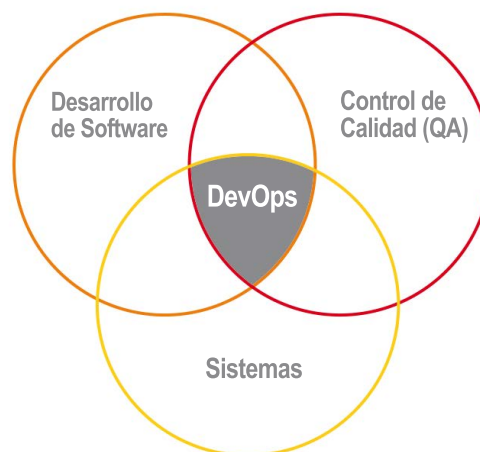 Desarrollo
de Software
Control de
Calidad (QA)
DevOps
Sistemas